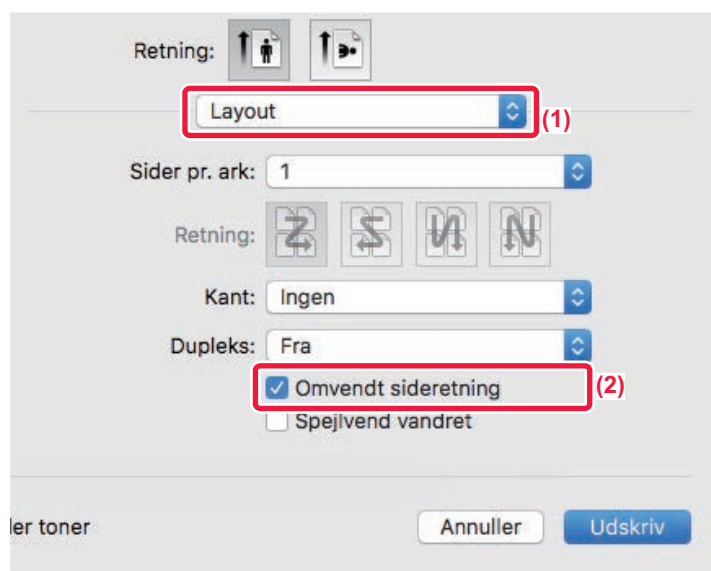 Retning:
Layout
(1)
Sider pr. ark: 1
Retning:
Kant: Ingen
Dupleks: Fra
Omvendt sideretning
(2)
Spejlvend vandret
ler toner
Annuller
Udskriv